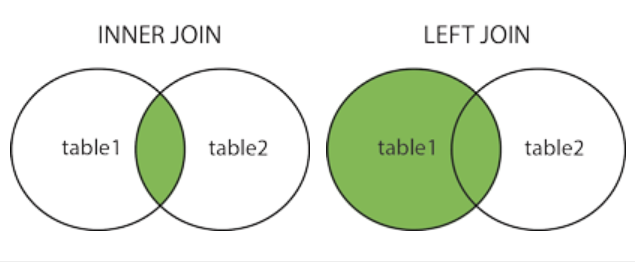 INNER JOIN
LEFT JOIN
table1
table2
table1
table2